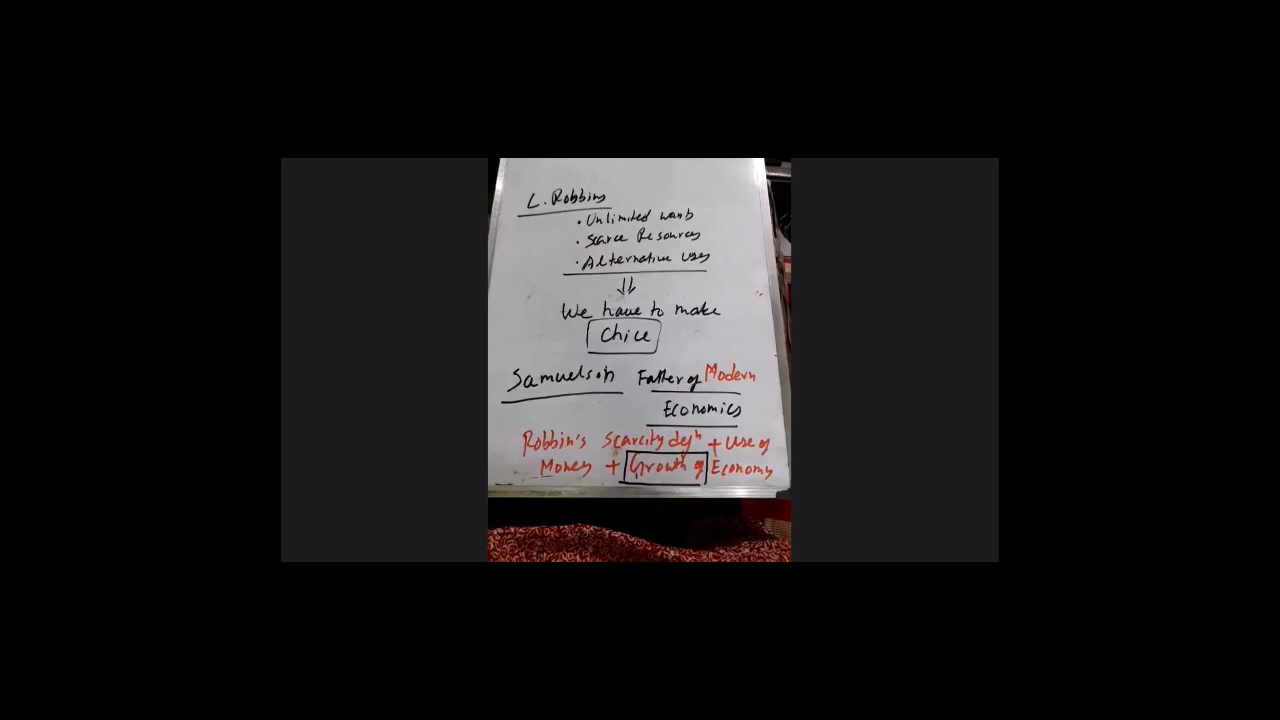 L. Robbins
• Unlimited wants
• Scarce Resources
• Alternative uses
⇓
We have to make
Chice
Samuelson Father of Modern
Economics
Robbin's Scarcity defⁿ + Use of
Money + Growth of Economy